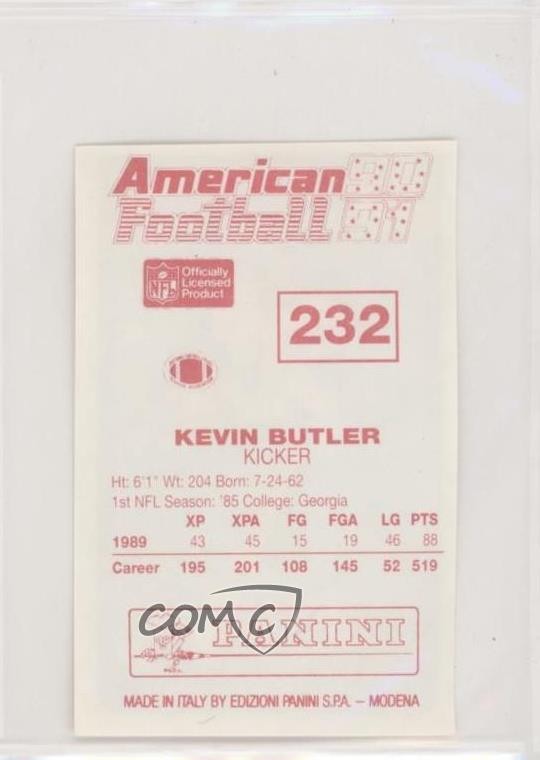 American 90
Football 91
NFL
Officially
Licensed
Product
232
KEVIN BUTLER
KICKER
Ht: 6'1" Wt: 204 Born: 7-24-62
1st NFL Season: '85 College: Georgia
XP XPA FG FGA LG PTS
1989 43 45 15 19 46 88
Career 195 201 108 145 52 519
COMC
PANINI
MADE IN ITALY BY EDIZIONI PANINI S.P.A. – MODENA